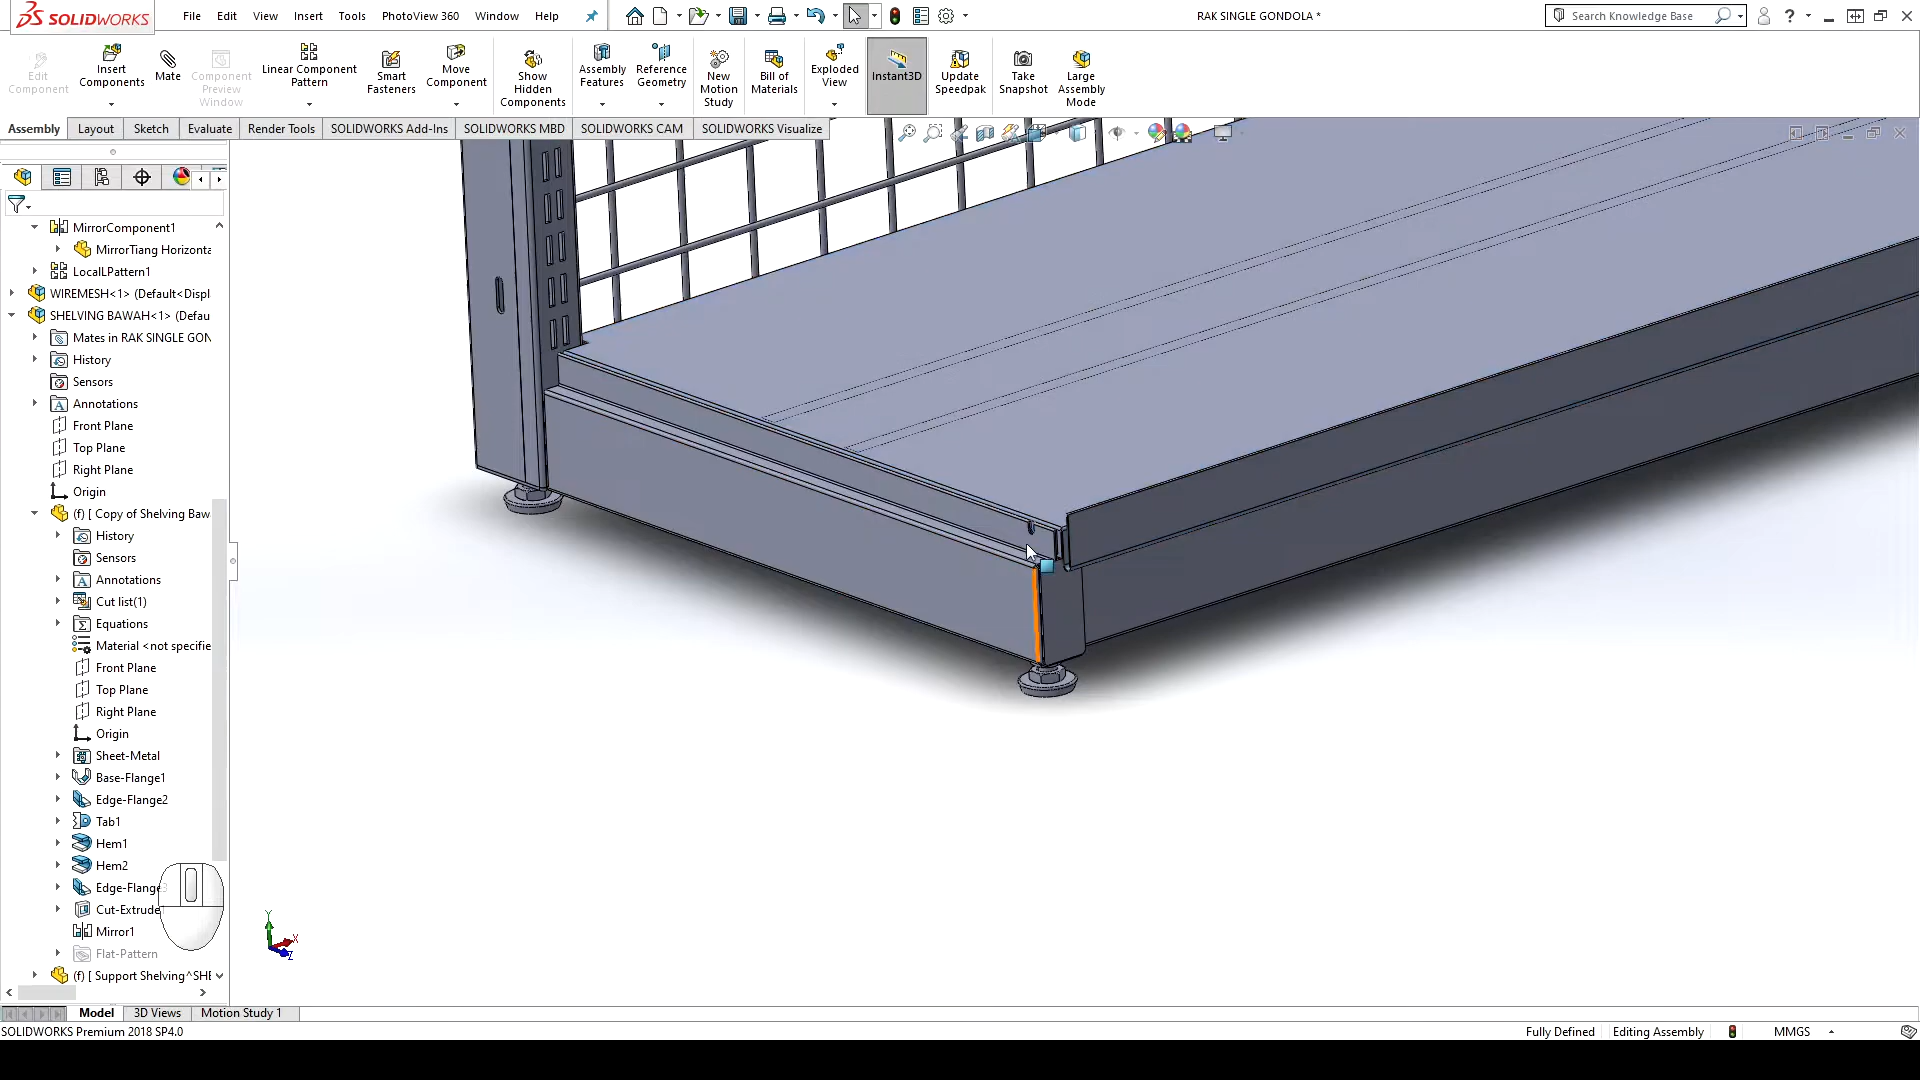 SOLIDWORKS File Edit View Insert Tools PhotoView 360 Window Help RAK SINGLE GONDOLA * Search Knowledge Base ?
Edit Component
Insert Components
Mate
Component Preview Window
Linear Component Pattern
Smart Fasteners
Move Component
Show Hidden Components
Assembly Features
Reference Geometry
New Motion Study
Bill of Materials
Exploded View
Instant3D
Update Speedpak
Take Snapshot
Large Assembly Mode
Assembly Layout Sketch Evaluate Render Tools SOLIDWORKS Add-Ins SOLIDWORKS MBD SOLIDWORKS CAM SOLIDWORKS Visualize
MirrorComponent1
MirrorTiang Horizonta
LocalLPattern1
WIREMESH<1> (Default<Displ
SHELVING BAWAH<1> (Defau
Mates in RAK SINGLE GON
History
Sensors
Annotations
Front Plane
Top Plane
Right Plane
Origin
(f) [ Copy of Shelving Baw
History
Sensors
Annotations
Cut list(1)
Equations
Material <not specifie
Front Plane
Top Plane
Right Plane
Origin
Sheet-Metal
Base-Flange1
Edge-Flange2
Tab1
Hem1
Hem2
Edge-Flange
Cut-Extrude
Mirror1
Flat-Pattern
(f) [ Support Shelving^SHE
Y
X
Z
Model 3D Views Motion Study 1
SOLIDWORKS Premium 2018 SP4.0 Fully Defined Editing Assembly MMGS